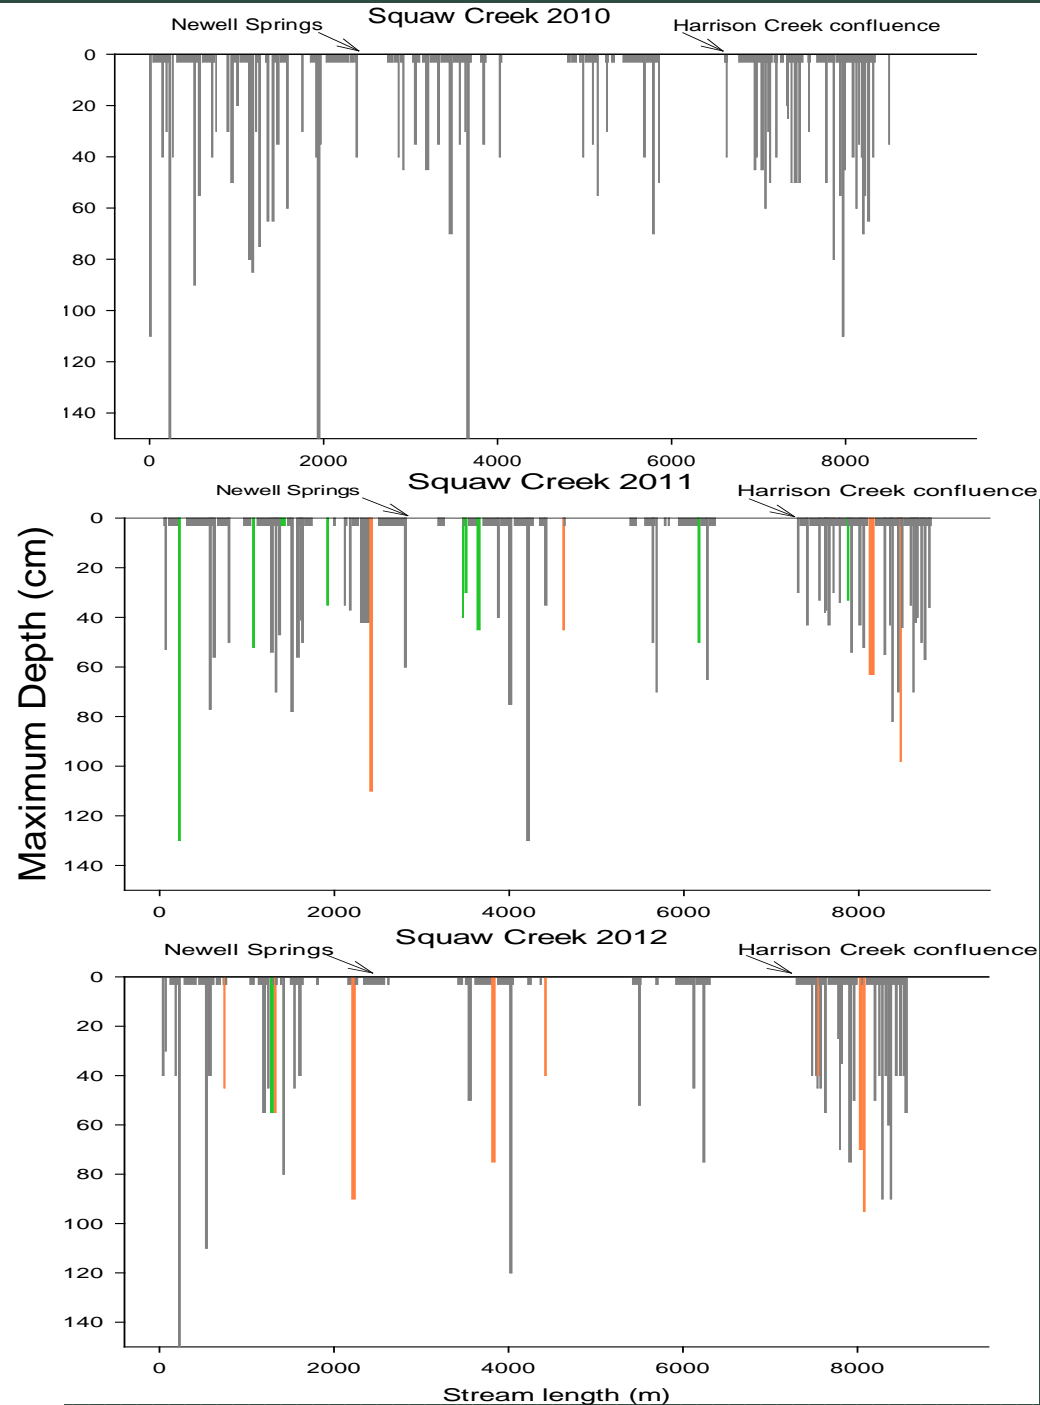 Squaw Creek 2010
Newell Springs
Harrison Creek confluence
0
20
40
60
80
100
120
140
0 2000 4000 6000 8000
Squaw Creek 2011
Newell Springs
Harrison Creek confluence
Maximum Depth (cm)
0
20
40
60
80
100
120
140
0 2000 4000 6000 8000
Squaw Creek 2012
Newell Springs
Harrison Creek confluence
0
20
40
60
80
100
120
140
0 2000 4000 6000 8000
Stream length (m)